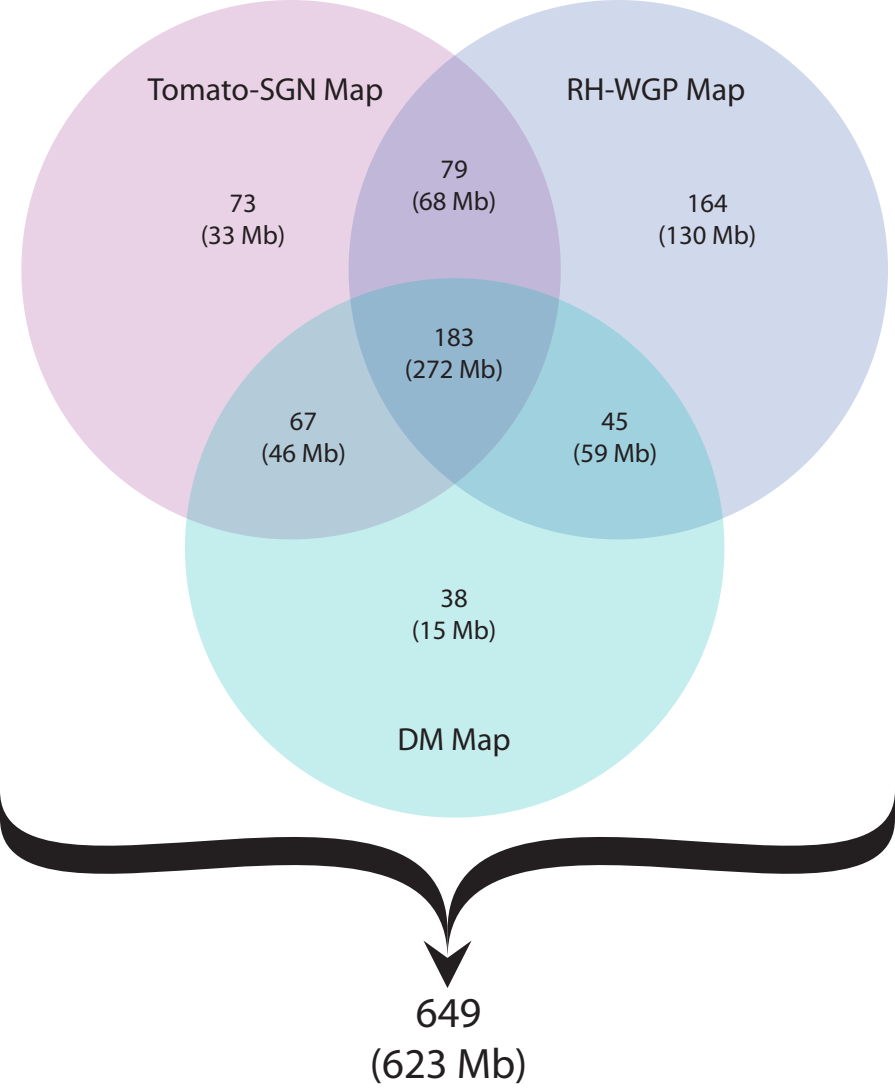 Tomato-SGN Map
RH-WGP Map
79
(68 Mb)
73
(33 Mb)
164
(130 Mb)
183
(272 Mb)
67
(46 Mb)
45
(59 Mb)
38
(15 Mb)
DM Map
649
(623 Mb)